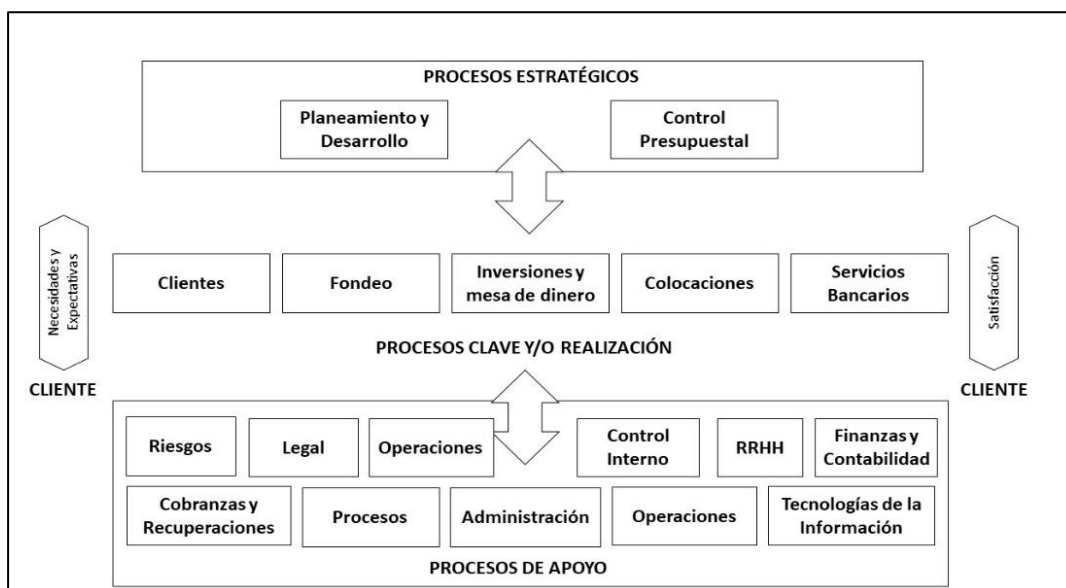 PROCESOS ESTRATÉGICOS
Planeamiento y
Desarrollo
Control
Presupuestal
Necesidades y
Expectativas
CLIENTE
Clientes
Fondeo
Inversiones y
mesa de dinero
Colocaciones
Servicios
Bancarios
PROCESOS CLAVE Y/O REALIZACIÓN
Satisfacción
CLIENTE
Riesgos
Legal
Operaciones
Control
Interno
RRHH
Finanzas y
Contabilidad
Cobranzas y
Recuperaciones
Procesos
Administración
Operaciones
Tecnologías de la
Información
PROCESOS DE APOYO